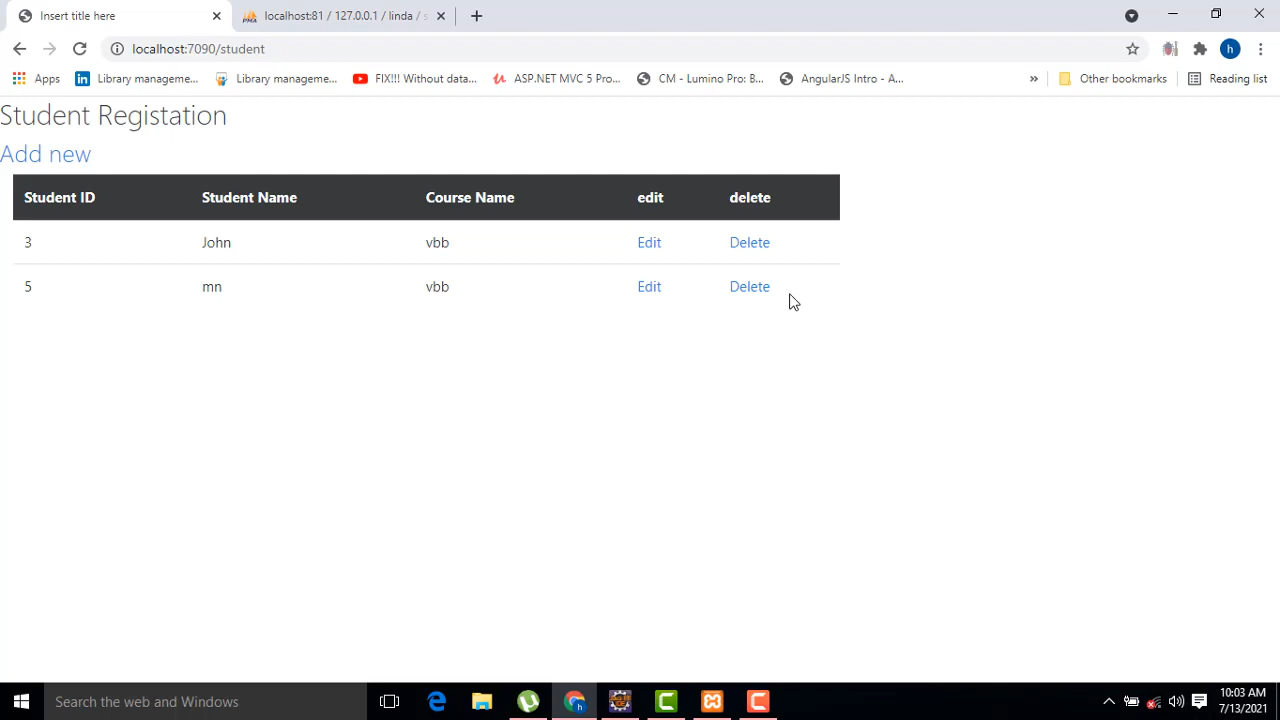 Insert title here
localhost:81 / 127.0.0.1 / linda / s
localhost:7090/student
h
Apps
Library manageme...
Library manageme...
FIX!!! Without data...
ASP.NET MVC 5 Pro...
CM - Lumino Pro: B...
AngularJS Intro - A...
»
Other bookmarks
Reading list
Student Registation
Add new
Student ID Student Name Course Name edit delete
3 John vbb Edit Delete
5 mn vbb Edit Delete
Search the web and Windows
10:03 AM
7/13/2021